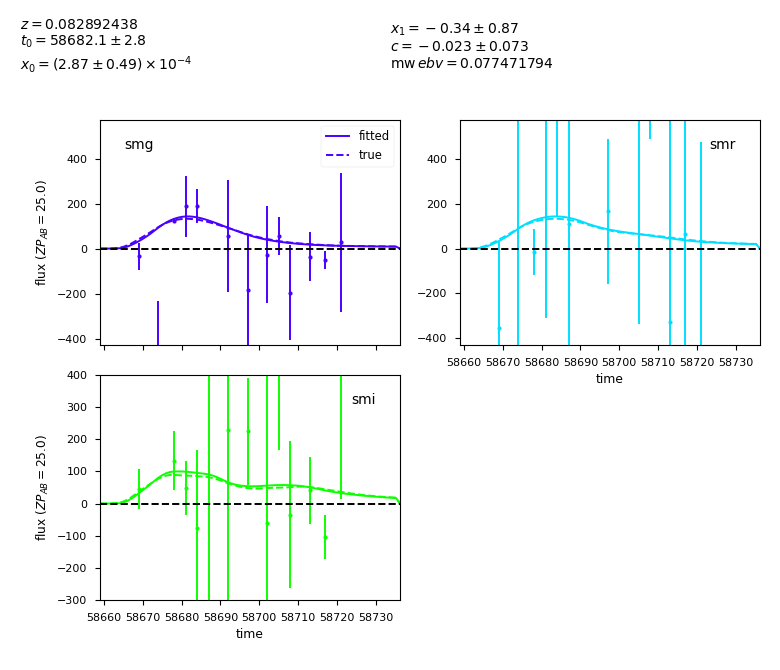 z = 0.082892438
t₀ = 58682.1 ± 2.8
x₀ = (2.87 ± 0.49) × 10⁻⁴
x₁ = −0.34 ± 0.87
c = −0.023 ± 0.073
mw ebv = 0.077471794
smg
fitted
true
400
200
0
−200
−400
flux (ZP_AB = 25.0)
smr
400
200
0
−200
−400
58660 58670 58680 58690 58700 58710 58720 58730
time
smi
400
300
200
100
0
−100
−200
−300
flux (ZP_AB = 25.0)
58660 58670 58680 58690 58700 58710 58720 58730
time